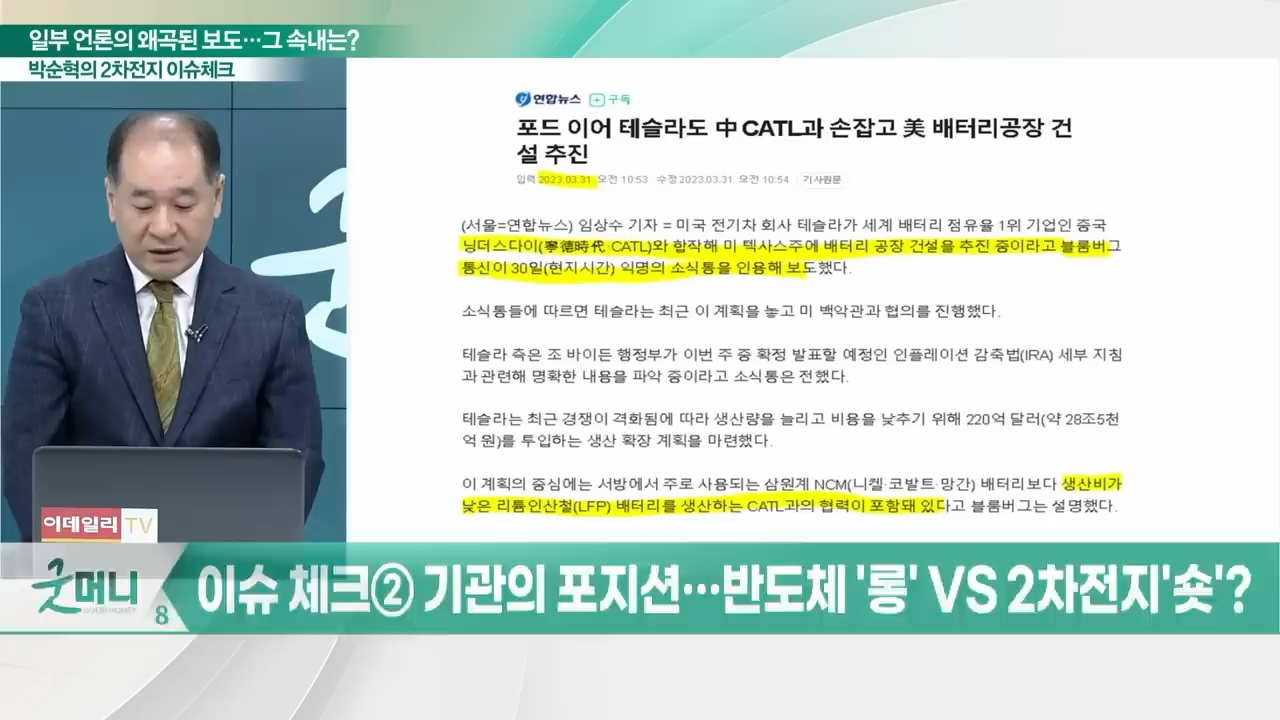 일부 언론의 왜곡된 보도…그 속내는?
박순혁의 2차전지 이슈체크
연합뉴스 + 구독
포드 이어 테슬라도 中 CATL과 손잡고 美 배터리공장 건
설 추진
입력 2023.03.31. 오전 10:53 수정 2023.03.31. 오전 10:54 기사원문
(서울=연합뉴스) 임상수 기자 = 미국 전기차 회사 테슬라가 세계 배터리 점유율 1위 기업인 중국
닝더스다이(寧德時代·CATL)와 합작해 미 텍사스주에 배터리 공장 건설을 추진 중이라고 블룸버그
통신이 30일(현지시간) 익명의 소식통을 인용해 보도했다.
소식통들에 따르면 테슬라는 최근 이 계획을 놓고 미 백악관과 협의를 진행했다.
테슬라 측은 조 바이든 행정부가 이번 주 중 확정 발표할 예정인 인플레이션 감축법(IRA) 세부 지침
과 관련해 명확한 내용을 파악 중이라고 소식통은 전했다.
테슬라는 최근 경쟁이 격화됨에 따라 생산량을 늘리고 비용을 낮추기 위해 220억 달러(약 28조5천
억 원)를 투입하는 생산 확장 계획을 마련했다.
이 계획의 중심에는 서방에서 주로 사용되는 삼원계 NCM(니켈·코발트·망간) 배터리보다 생산비가
낮은 리튬인산철(LFP) 배터리를 생산하는 CATL과의 협력이 포함돼 있다고 블룸버그는 설명했다.
이데일리 TV
굿머니
GOOD MONEY
8
이슈 체크② 기관의 포지션…반도체 '롱' VS 2차전지'숏'?